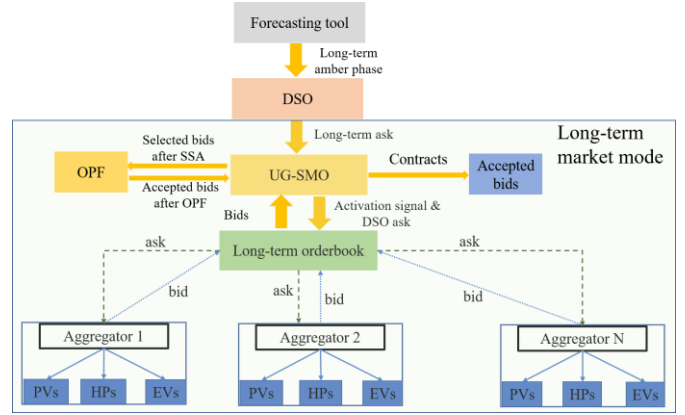 Forecasting tool
Long-term
amber phase
DSO
Long-term ask
Long-term
market mode
Selected bids
after SSA
OPF
UG-SMO
Contracts
Accepted
bids
Accepted bids
after OPF
Bids
Activation signal &
DSO ask
ask
Long-term orderbook
ask
bid
ask
bid
bid
Aggregator 1
Aggregator 2
Aggregator N
PVs
HPs
EVs
PVs
HPs
EVs
PVs
HPs
EVs